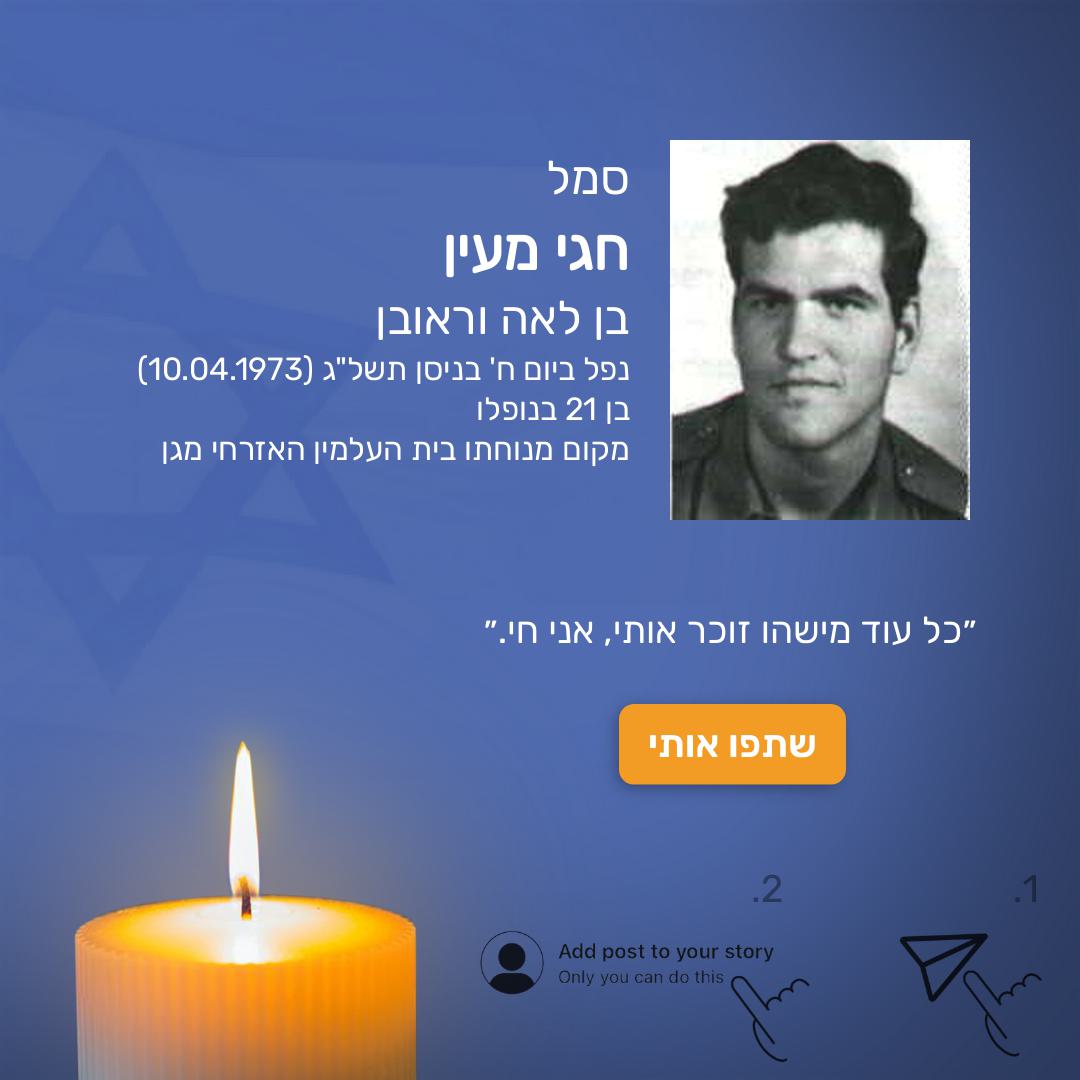 סמל
חגי מעין
בן לאה וראובן
נפל ביום ח' בניסן תשל"ג (10.04.1973)
בן 21 בנופלו
מקום מנוחתו בית העלמין האזרחי מגן
״כל עוד מישהו זוכר אותי, אני חי.״
שתפו אותי
1.
2.
Add post to your story
Only you can do this